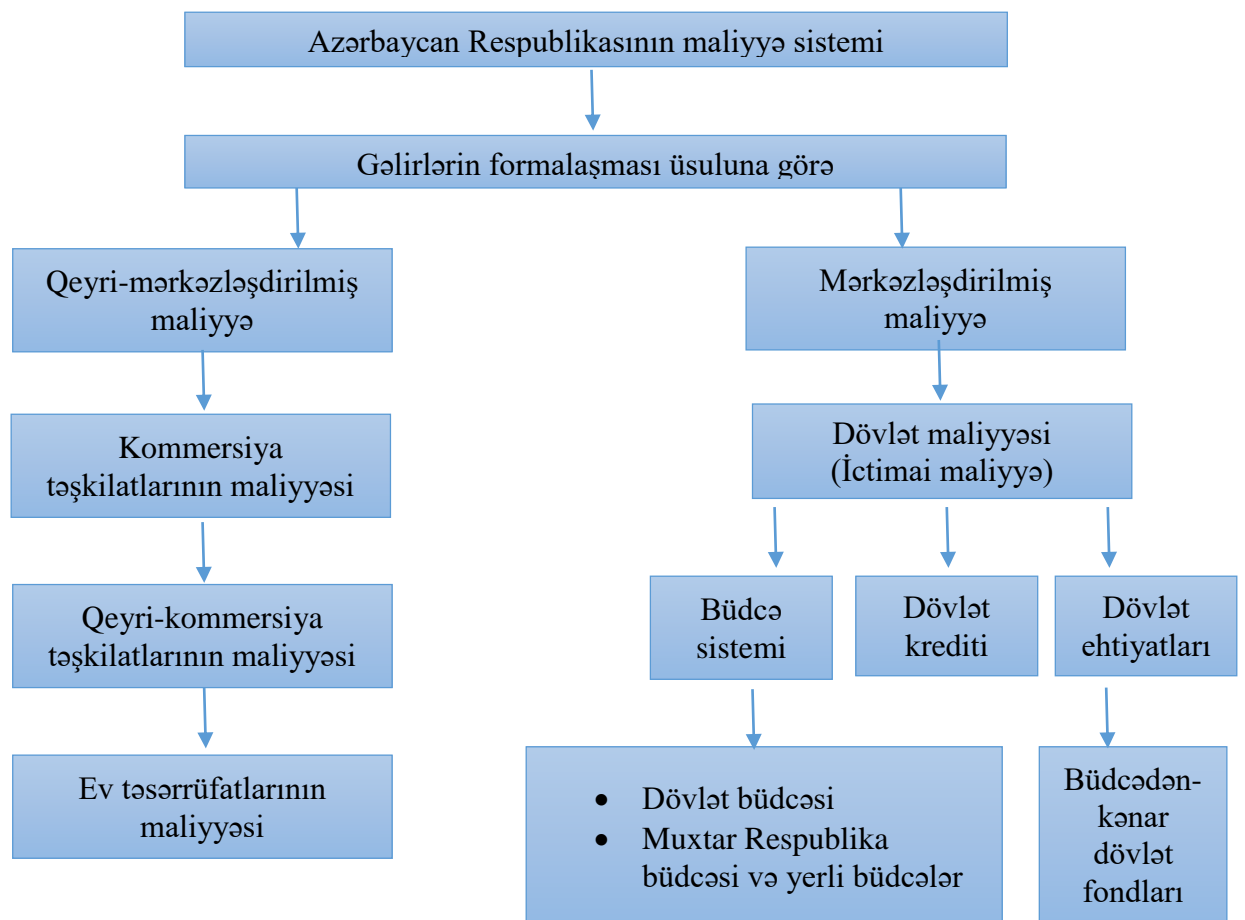 Azərbaycan Respublikasının maliyyə sistemi
Gəlirlərin formalaşması üsuluna görə
Qeyri-mərkəzləşdirilmiş
maliyyə
Mərkəzləşdirilmiş
maliyyə
Kommersiya
təşkilatlarının maliyyəsi
Dövlət maliyyəsi
(İctimai maliyyə)
Qeyri-kommersiya
təşkilatlarının maliyyəsi
Büdcə
sistemi
Dövlət
krediti
Dövlət
ehtiyatları
Ev təsərrüfatlarının
maliyyəsi
• Dövlət büdcəsi
• Muxtar Respublika
büdcəsi və yerli büdcələr
Büdcədən-
kənar
dövlət
fondları